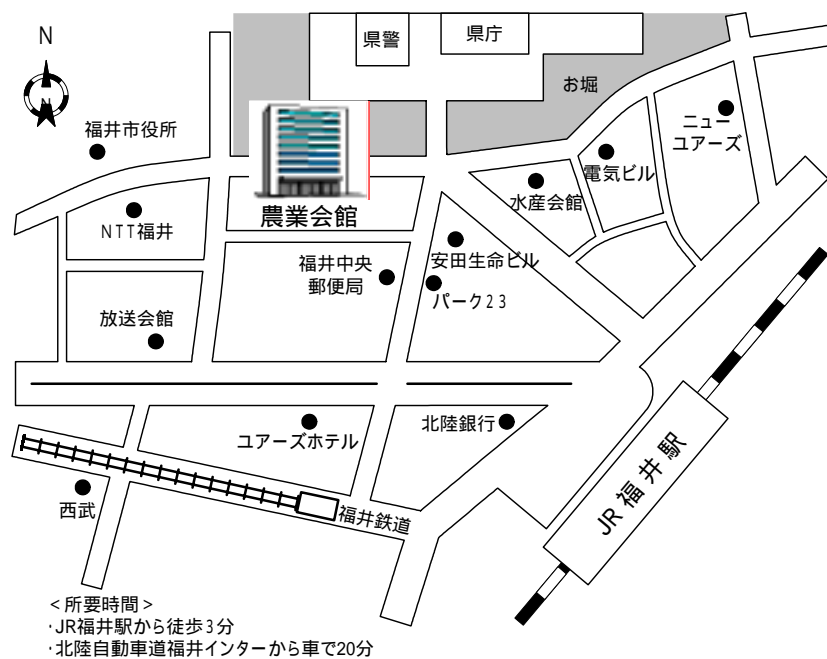 N
N
県警
県庁
お堀
福井市役所
ニュー
ユアーズ
電気ビル
水産会館
NTT福井
農業会館
福井中央
郵便局
安田生命ビル
パーク23
放送会館
ユアーズホテル
北陸銀行
JR福井駅
西武
福井鉄道
<所要時間>
・JR福井駅から徒歩3分
・北陸自動車道福井インターから車で20分